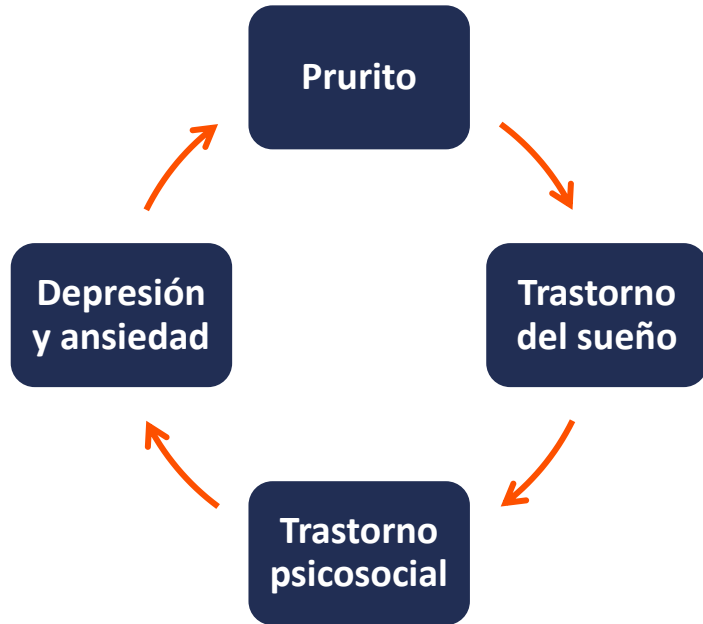 Prurito
Trastorno
del sueño
Trastorno
psicosocial
Depresión
y ansiedad